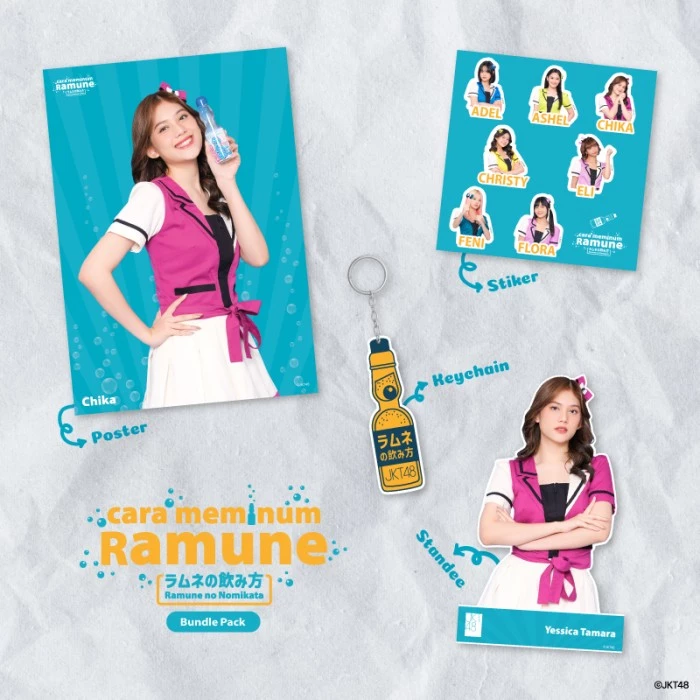 cara meminum
Ramune
Chika
Poster
ADEL
ASHEL
CHIKA
CHRISTY
ELI
FENI
FLORA
cara meminum
Ramune
Stiker
Keychain
ラムネ
の飲み方
JKT48
cara meminum
Ramune
ラムネの飲み方
Ramune no Nomikata
Bundle Pack
Standee
Yessica Tamara
©JKT48